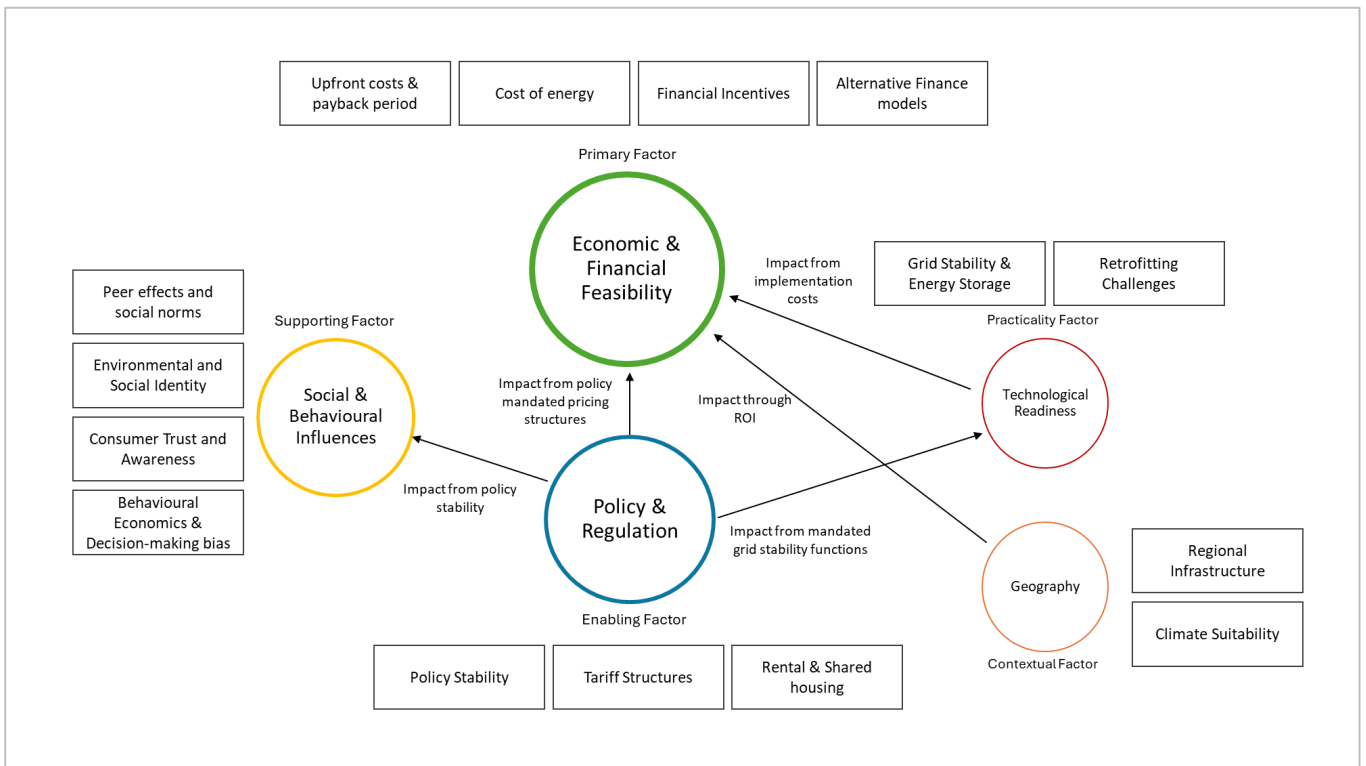 Upfront costs &
payback period
Cost of energy
Financial Incentives
Alternative Finance
models
Primary Factor
Economic &
Financial
Feasibility
Impact from
implementation
costs
Grid Stability &
Energy Storage
Retrofitting
Challenges
Practicality Factor
Technological
Readiness
Peer effects and
social norms
Environmental and
Social Identity
Consumer Trust and
Awareness
Behavioural
Economics &
Decision-making bias
Supporting Factor
Social &
Behavioural
Influences
Impact from policy
mandated pricing
structures
Impact through
ROI
Impact from policy
stability
Policy &
Regulation
Impact from mandated
grid stability functions
Enabling Factor
Geography
Contextual Factor
Regional
Infrastructure
Climate Suitability
Policy Stability
Tariff Structures
Rental & Shared
housing